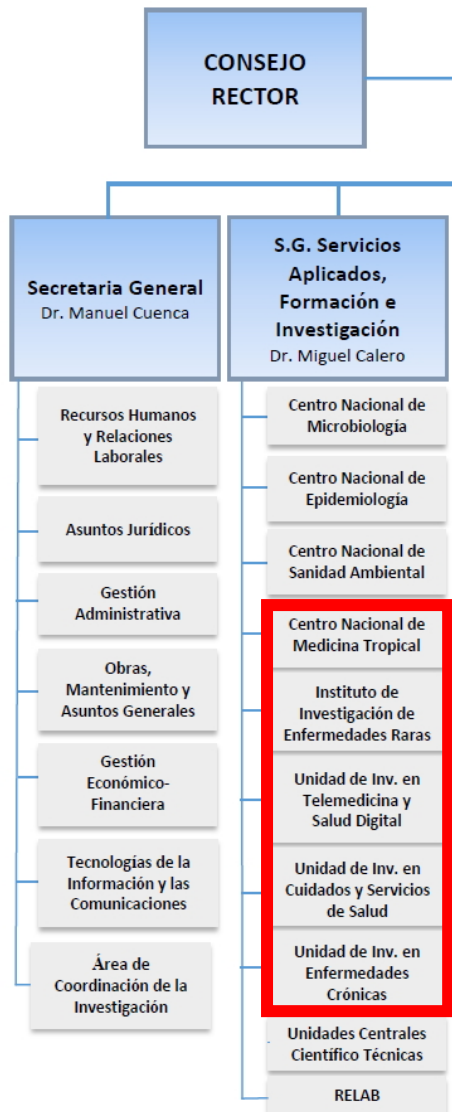 CONSEJO
RECTOR
Secretaria General
Dr. Manuel Cuenca
Recursos Humanos
y Relaciones
Laborales
Asuntos Jurídicos
Gestión
Administrativa
Obras,
Mantenimiento y
Asuntos Generales
Gestión
Económico-
Financiera
Tecnologías de la
Información y las
Comunicaciones
Área de
Coordinación de la
Investigación
S.G. Servicios
Aplicados,
Formación e
Investigación
Dr. Miguel Calero
Centro Nacional de
Microbiología
Centro Nacional de
Epidemiología
Centro Nacional de
Sanidad Ambiental
Centro Nacional de
Medicina Tropical
Instituto de
Investigación de
Enfermedades Raras
Unidad de Inv. en
Telemedicina y
Salud Digital
Unidad de Inv. en
Cuidados y Servicios
de Salud
Unidad de Inv. en
Enfermedades
Crónicas
Unidades Centrales
Científico Técnicas
RELAB